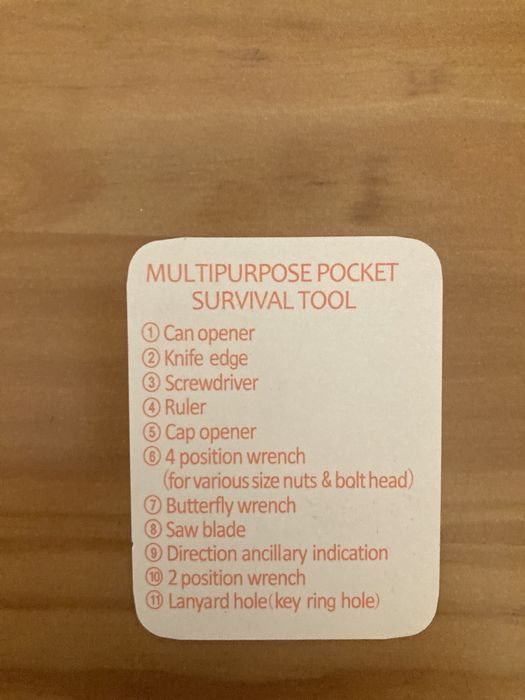 MULTIPURPOSE POCKET
SURVIVAL TOOL
① Can opener
② Knife edge
③ Screwdriver
④ Ruler
⑤ Cap opener
⑥ 4 position wrench
(for various size nuts & bolt head)
⑦ Butterfly wrench
⑧ Saw blade
⑨ Direction ancillary indication
⑩ 2 position wrench
⑪ Lanyard hole(key ring hole)